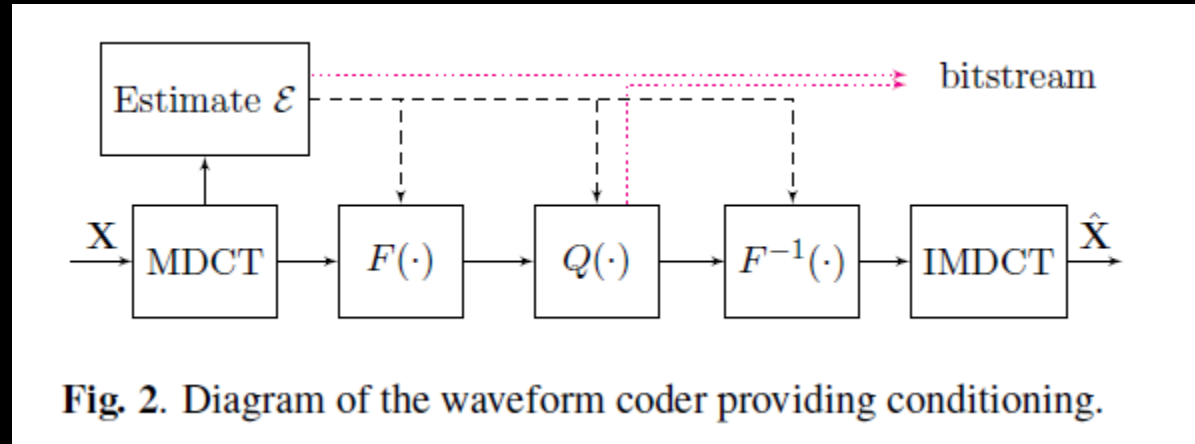 bitstream
Estimate ℰ
X MDCT F(·) Q(·) F⁻¹(·) IMDCT X̂
Fig. 2. Diagram of the waveform coder providing conditioning.